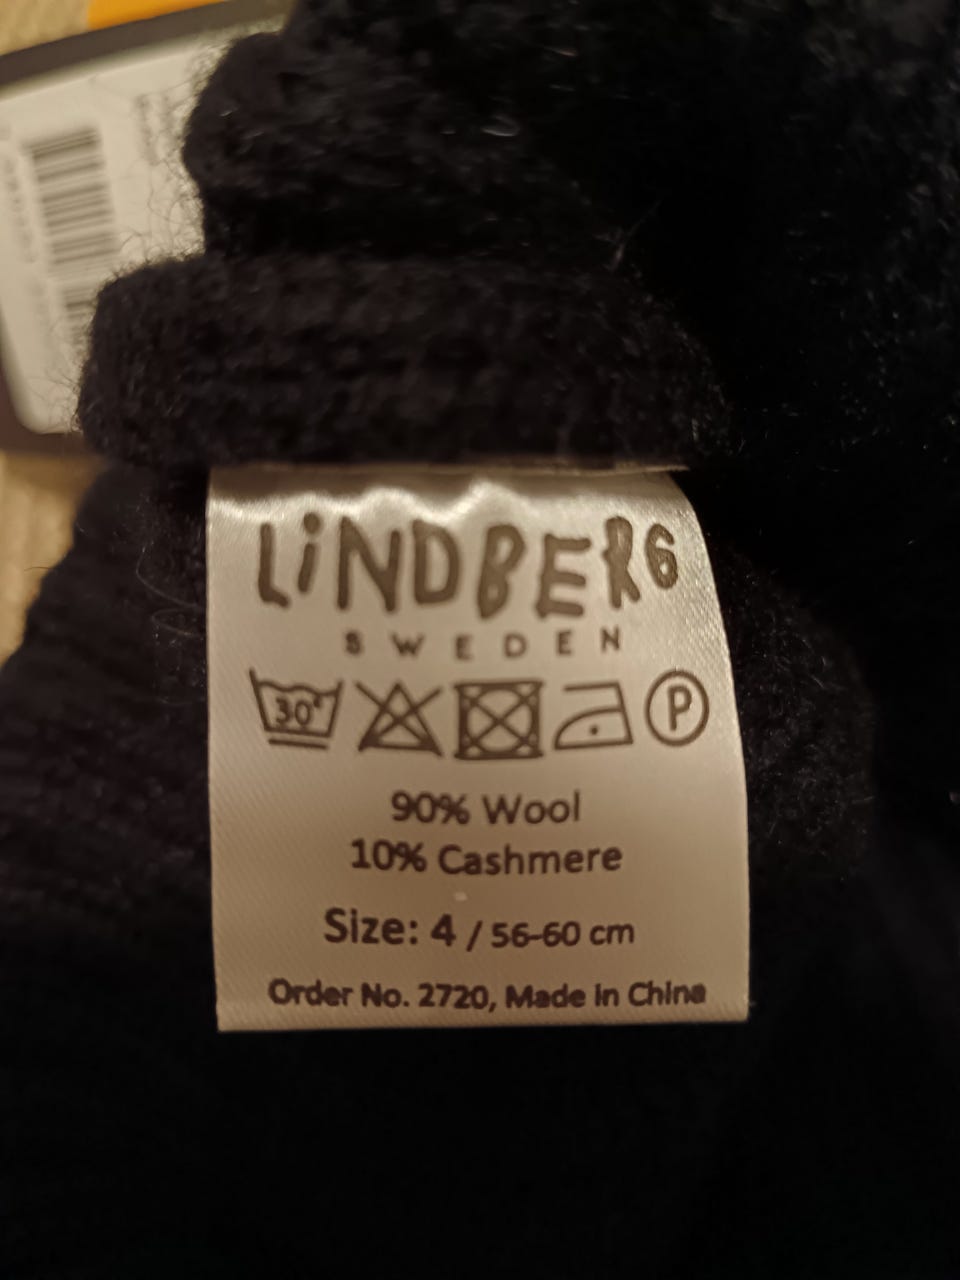 LiNDBERG
SWEDEN
30°
P
90% Wool
10% Cashmere
Size: 4 / 56-60 cm
Order No. 2720, Made in China